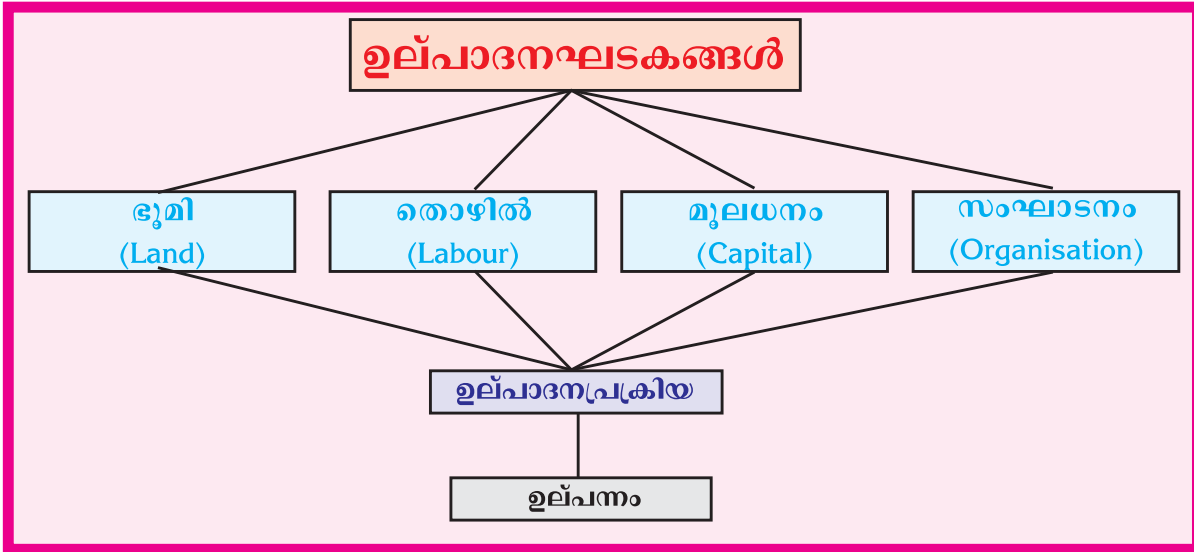 ഉല്പാദനഘടകങ്ങൾ
ഭൂമി
(Land)
തൊഴിൽ
(Labour)
മൂലധനം
(Capital)
സംഘാടനം
(Organisation)
ഉല്പാദനപ്രക്രിയ
ഉല്പന്നം